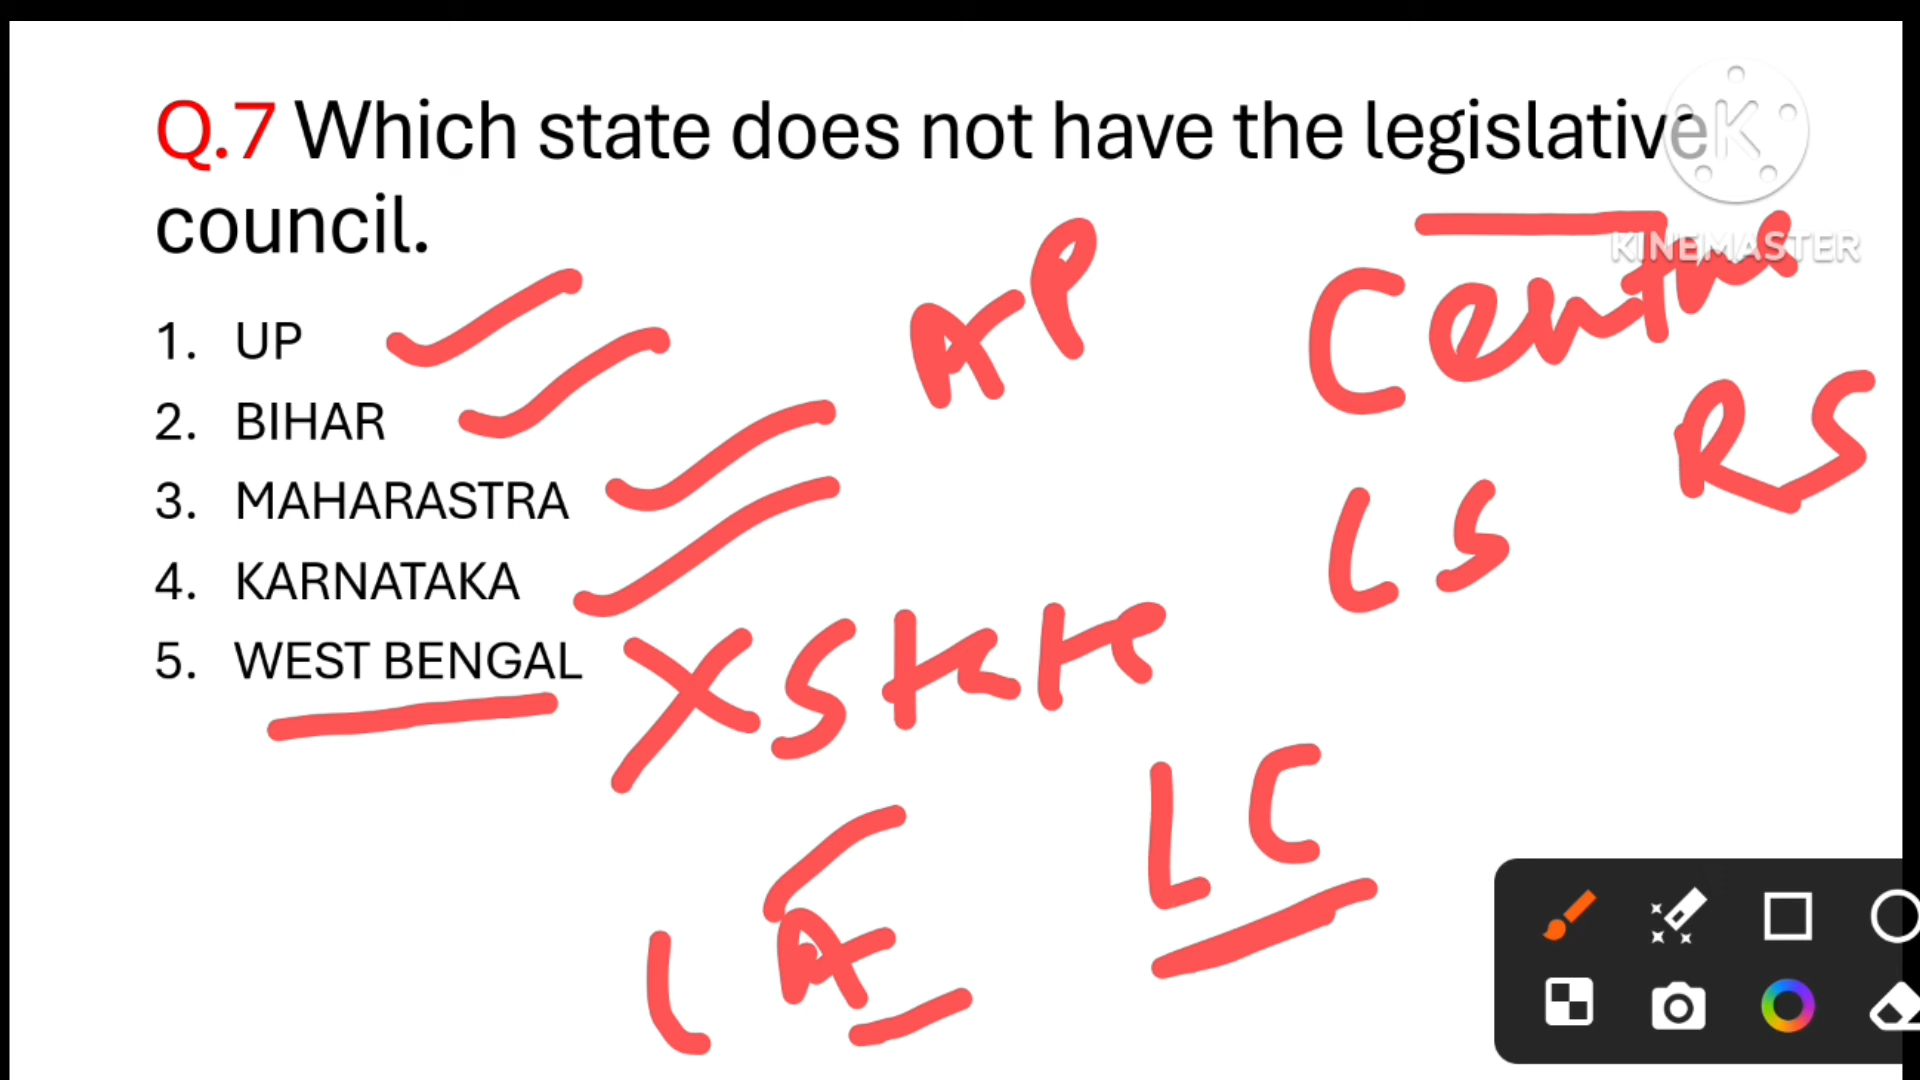 Q.7 Which state does not have the legislative
council.
1. UP
2. BIHAR
3. MAHARASTRA
4. KARNATAKA
5. WEST BENGAL
AP
Centre
RS
LS
State
LC
LA
K
KINEMASTER